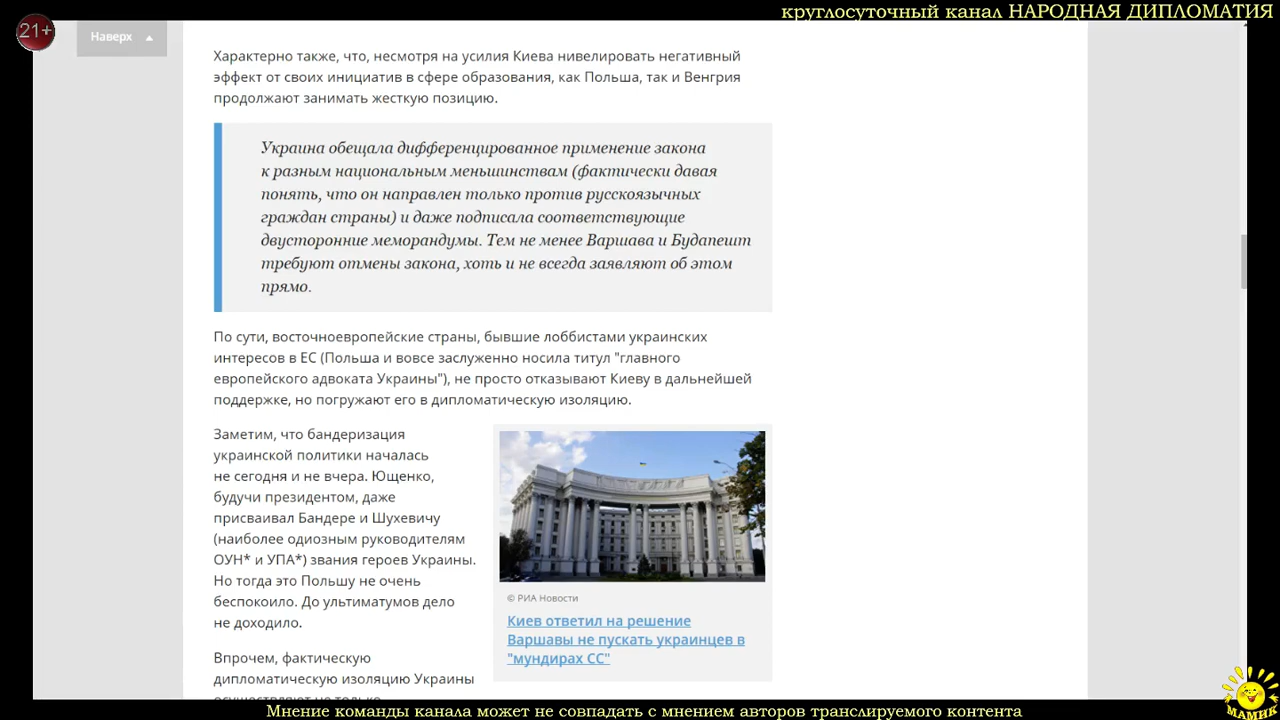 круглосуточный канал НАРОДНАЯ ДИПЛОМАТИЯ
21+
Наверх
Характерно также, что, несмотря на усилия Киева нивелировать негативный
эффект от своих инициатив в сфере образования, как Польша, так и Венгрия
продолжают занимать жесткую позицию.
Украина обещала дифференцированное применение закона
к разным национальным меньшинствам (фактически давая
понять, что он направлен только против русскоязычных
граждан страны) и даже подписала соответствующие
двусторонние меморандумы. Тем не менее Варшава и Будапешт
требуют отмены закона, хоть и не всегда заявляют об этом
прямо.
По сути, восточноевропейские страны, бывшие лоббистами украинских
интересов в ЕС (Польша и вовсе заслуженно носила титул "главного
европейского адвоката Украины"), не просто отказывают Киеву в дальнейшей
поддержке, но погружают его в дипломатическую изоляцию.
Заметим, что бандеризация
украинской политики началась
не сегодня и не вчера. Ющенко,
будучи президентом, даже
присваивал Бандере и Шухевичу
(наиболее одиозным руководителям
ОУН* и УПА*) звания героев Украины.
Но тогда это Польшу не очень
беспокоило. До ультиматумов дело
не доходило.
Впрочем, фактическую
дипломатическую изоляцию Украины
осуществляют не только
© РИА Новости
Киев ответил на решение
Варшавы не пускать украинцев в
"мундирах СС"
МАМИК
Мнение команды канала может не совпадать с мнением авторов транслируемого контента